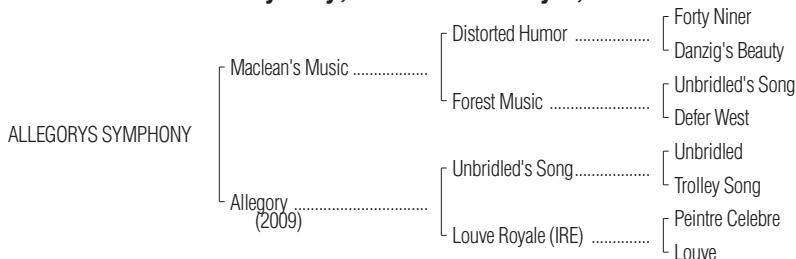 Forty Niner
Distorted Humor ..................
Danzig's Beauty
Maclean's Music ..................
Unbridled's Song
Forest Music ........................
Defer West
ALLEGORYS SYMPHONY
Unbridled
Unbridled's Song..................
Trolley Song
Allegory ................................
(2009)
Peintre Celebre
Louve Royale (IRE) ..............
Louve